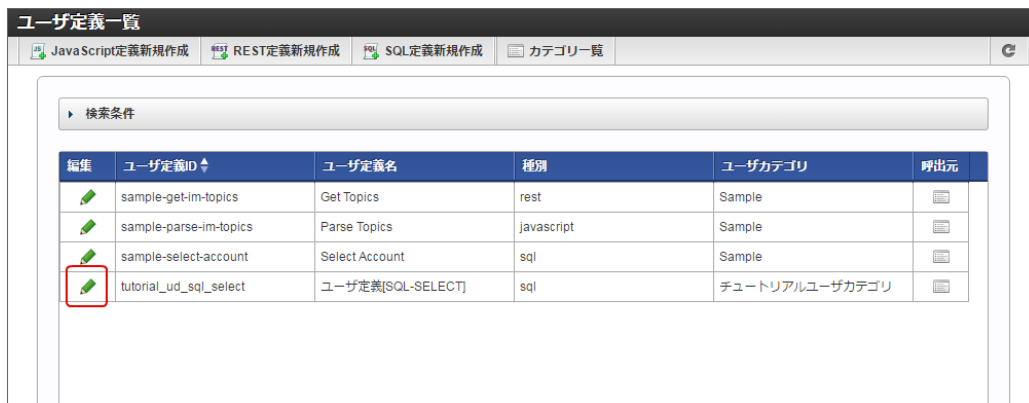 ユーザ定義一覧
JS JavaScript定義新規作成 REST REST定義新規作成 SQL SQL定義新規作成 カテゴリ一覧
検索条件
編集 ユーザ定義ID ユーザ定義名 種別 ユーザカテゴリ 呼出元
sample-get-im-topics Get Topics rest Sample
sample-parse-im-topics Parse Topics javascript Sample
sample-select-account Select Account sql Sample
tutorial_ud_sql_select ユーザ定義[SQL-SELECT] sql チュートリアルユーザカテゴリ